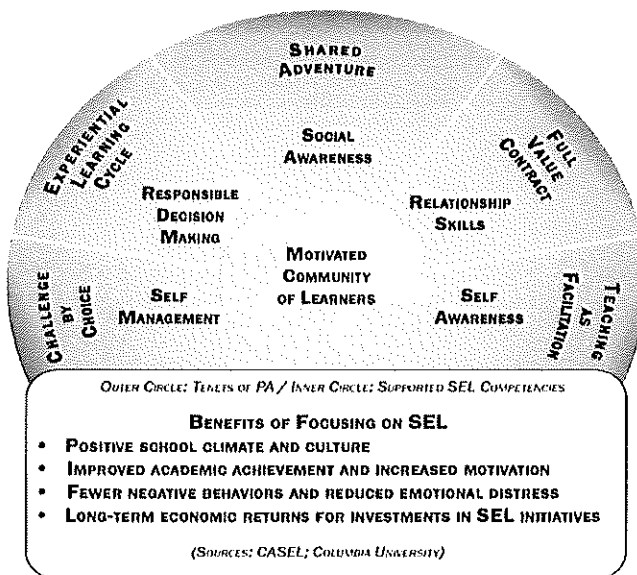 SHARED
ADVENTURE
EXPERIENTIAL
LEARNING
CYCLE
FULL
VALUE
CONTRACT
SOCIAL
AWARENESS
RESPONSIBLE
DECISION
MAKING
RELATIONSHIP
SKILLS
MOTIVATED
COMMUNITY
OF LEARNERS
CHALLENGE
BY
CHOICE
SELF
MANAGEMENT
SELF
AWARENESS
TEACHING
AS
FACILITATION
OUTER CIRCLE: TENETS OF PA / INNER CIRCLE: SUPPORTED SEL COMPETENCIES
BENEFITS OF FOCUSING ON SEL
• POSITIVE SCHOOL CLIMATE AND CULTURE
• IMPROVED ACADEMIC ACHIEVEMENT AND INCREASED MOTIVATION
• FEWER NEGATIVE BEHAVIORS AND REDUCED EMOTIONAL DISTRESS
• LONG-TERM ECONOMIC RETURNS FOR INVESTMENTS IN SEL INITIATIVES
(SOURCES: CASEL; COLUMBIA UNIVERSITY)